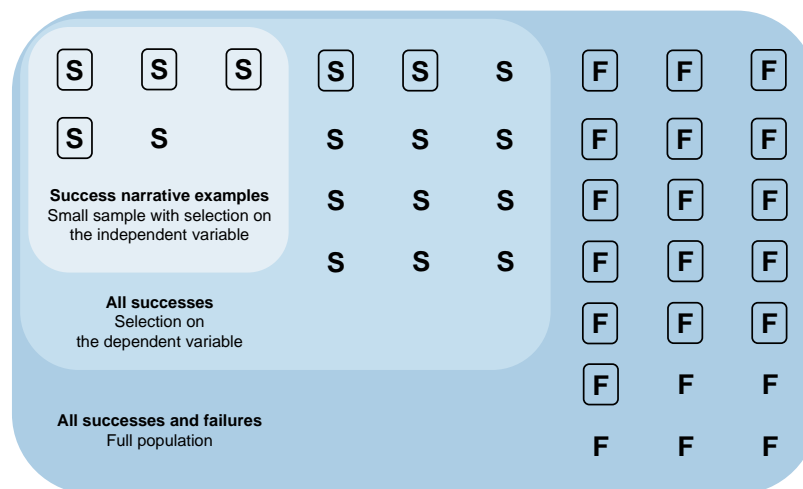 S S S S S S F F F
S S S S S F F F
Success narrative examples
Small sample with selection on
the independent variable
S S S F F F
S S S F F F
All successes
Selection on
the dependent variable
F F F
F F F
All successes and failures
Full population
F F F